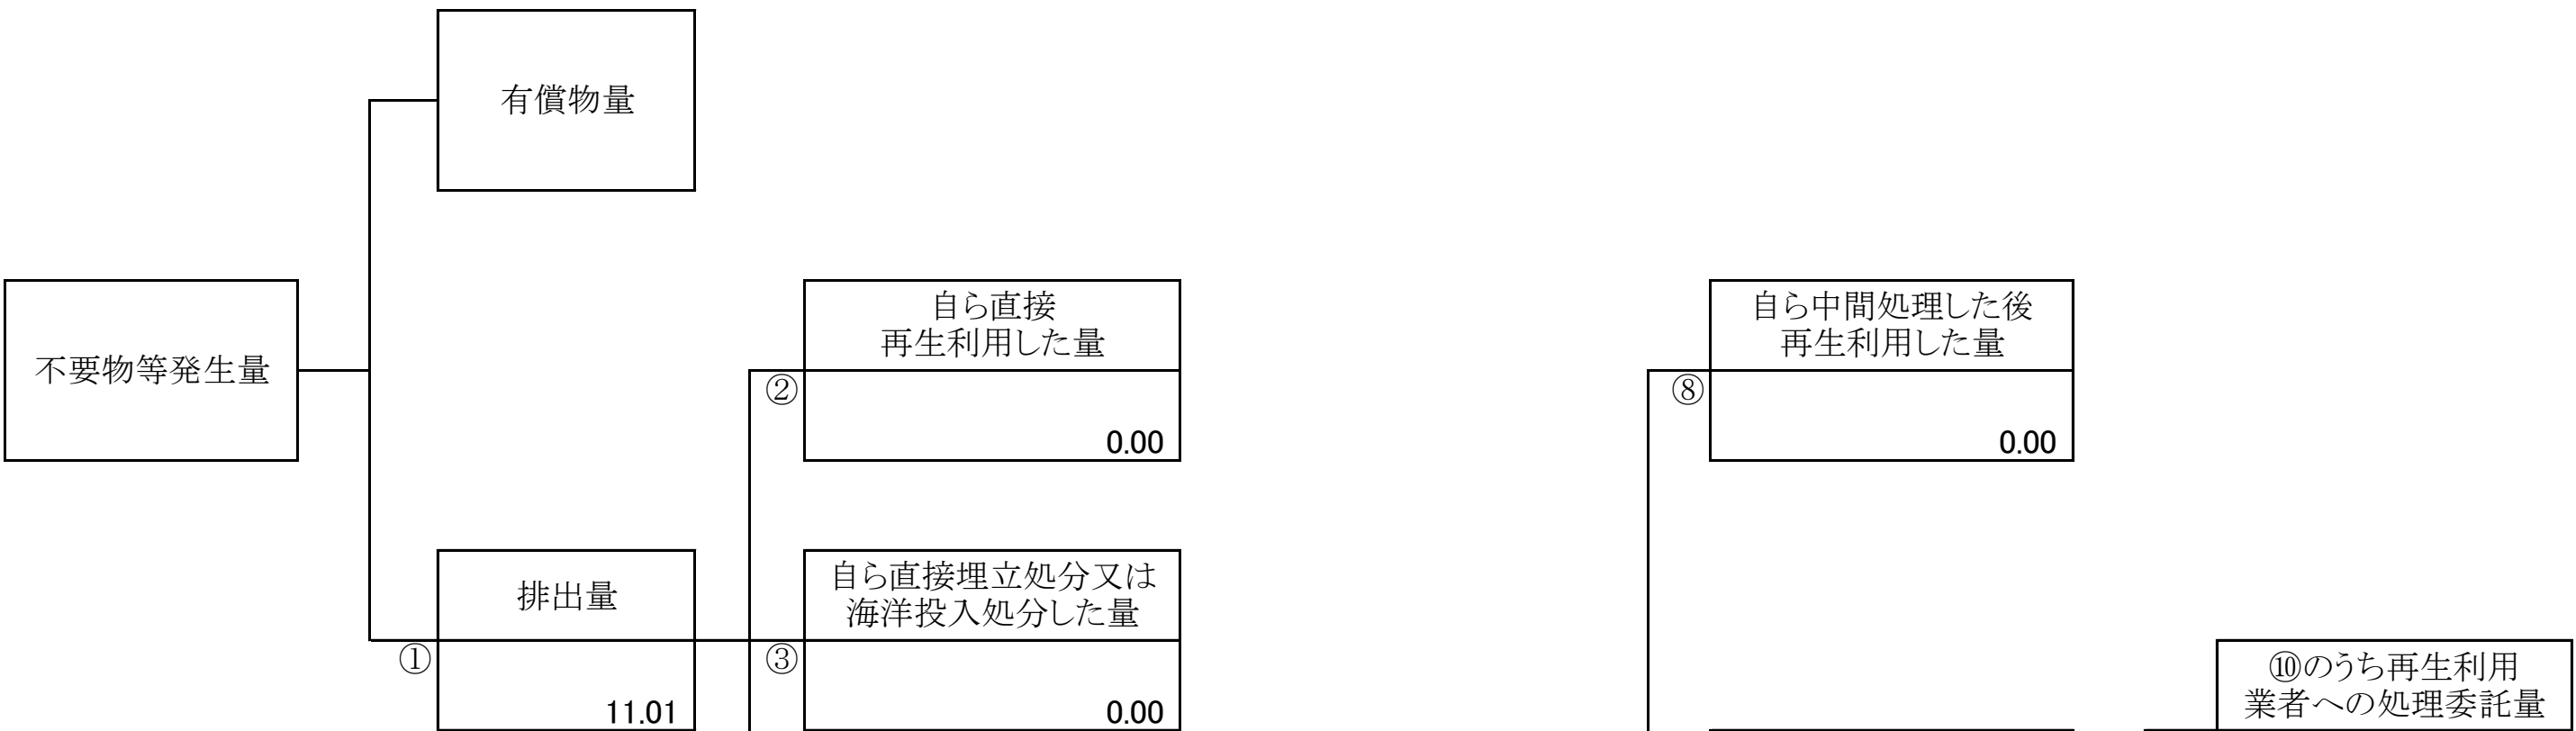 有償物量
不要物等発生量
自ら直接
再生利用した量
②
0.00
自ら中間処理した後
再生利用した量
⑧
0.00
排出量
①
11.01
自ら直接埋立処分又は
海洋投入処分した量
③
0.00
⑩のうち再生利用
業者への処理委託量